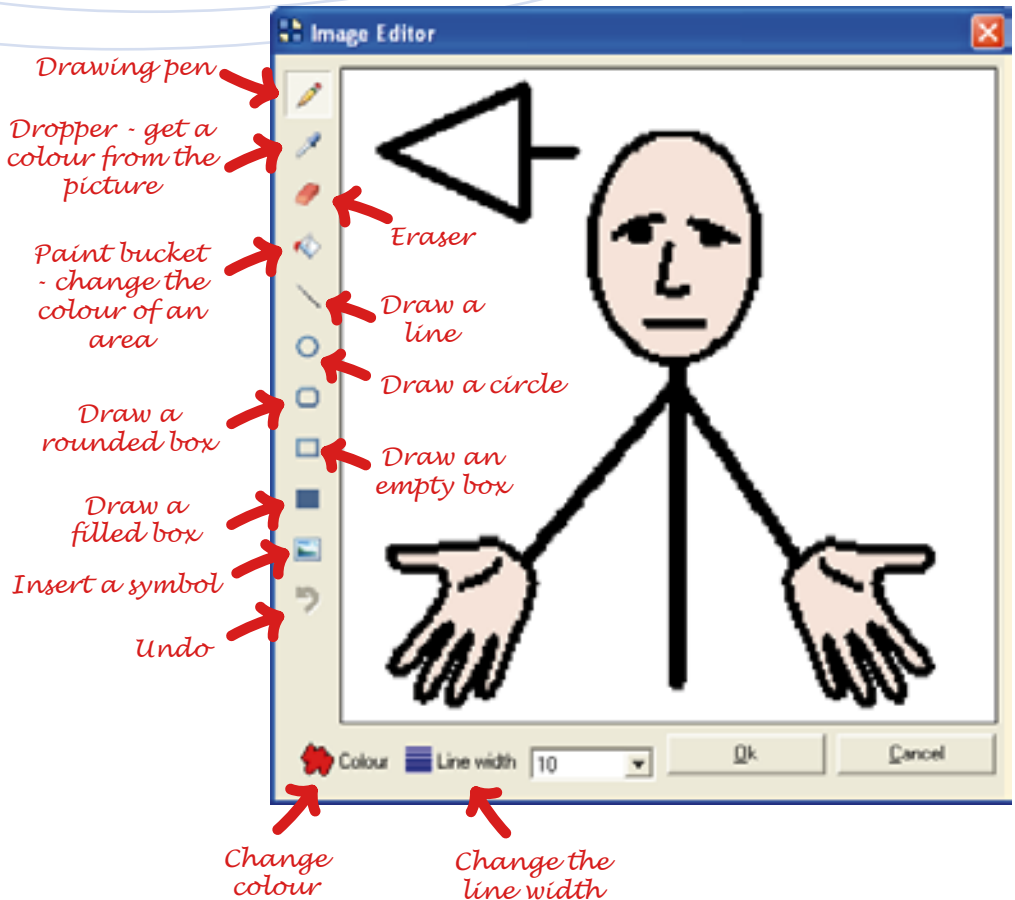 Image Editor
Drawing pen
Dropper - get a
colour from the
picture
Eraser
Paint bucket
- change the
colour of an
area
Draw a
line
Draw a circle
Draw a
rounded box
Draw an
empty box
Draw a
filled box
Insert a symbol
Undo
Colour
Line width
10
Ok
Cancel
Change
colour
Change the
line width